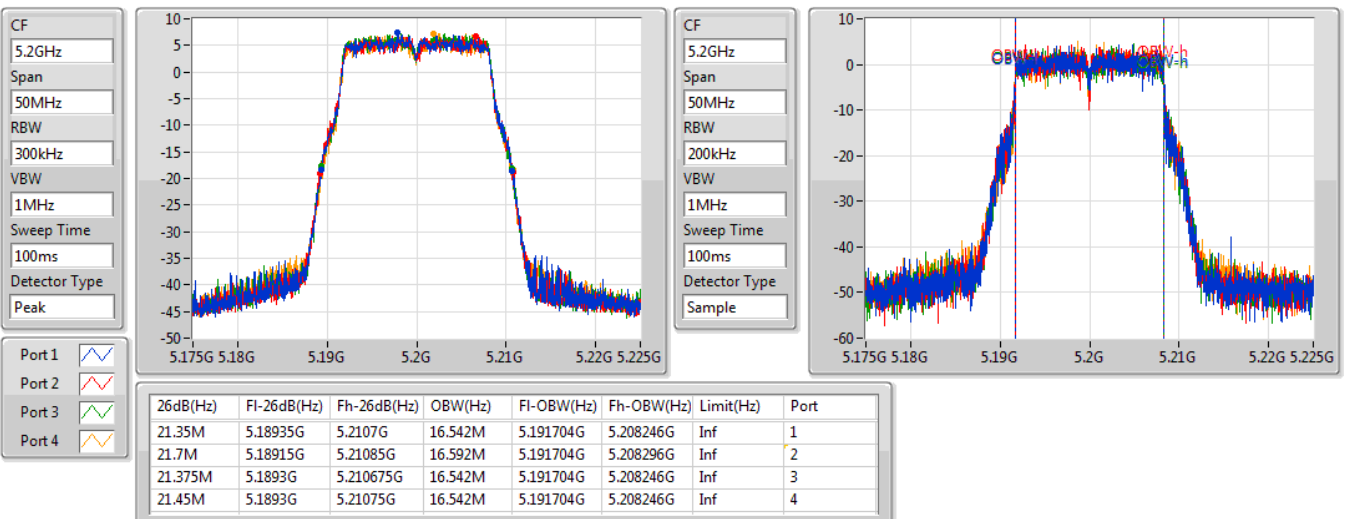 CF
5.2GHz
Span
50MHz
RBW
300kHz
VBW
1MHz
Sweep Time
100ms
Detector Type
Peak
10
5
0
-5
-10
-15
-20
-25
-30
-35
-40
-45
-50
5.175G 5.18G 5.19G 5.2G 5.21G 5.22G 5.225G
CF
5.2GHz
Span
50MHz
RBW
200kHz
VBW
1MHz
Sweep Time
100ms
Detector Type
Sample
10
0
-10
-20
-30
-40
-50
-60
OBW-h
OBW-h
5.175G 5.18G 5.19G 5.2G 5.21G 5.22G 5.225G
Port 1
Port 2
Port 3
Port 4
26dB(Hz) Fl-26dB(Hz) Fh-26dB(Hz) OBW(Hz) Fl-OBW(Hz) Fh-OBW(Hz) Limit(Hz) Port
21.35M 5.18935G 5.2107G 16.542M 5.191704G 5.208246G Inf 1
21.7M 5.18915G 5.21085G 16.592M 5.191704G 5.208296G Inf 2
21.375M 5.1893G 5.210675G 16.542M 5.191704G 5.208246G Inf 3
21.45M 5.1893G 5.21075G 16.542M 5.191704G 5.208246G Inf 4